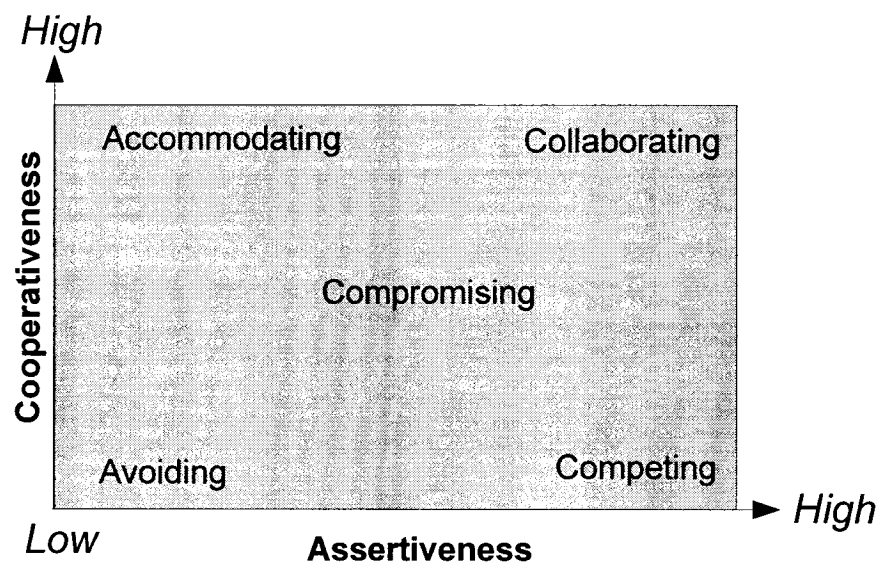 High
Accommodating Collaborating
Cooperativeness
Compromising
Avoiding Competing
High
Low
Assertiveness